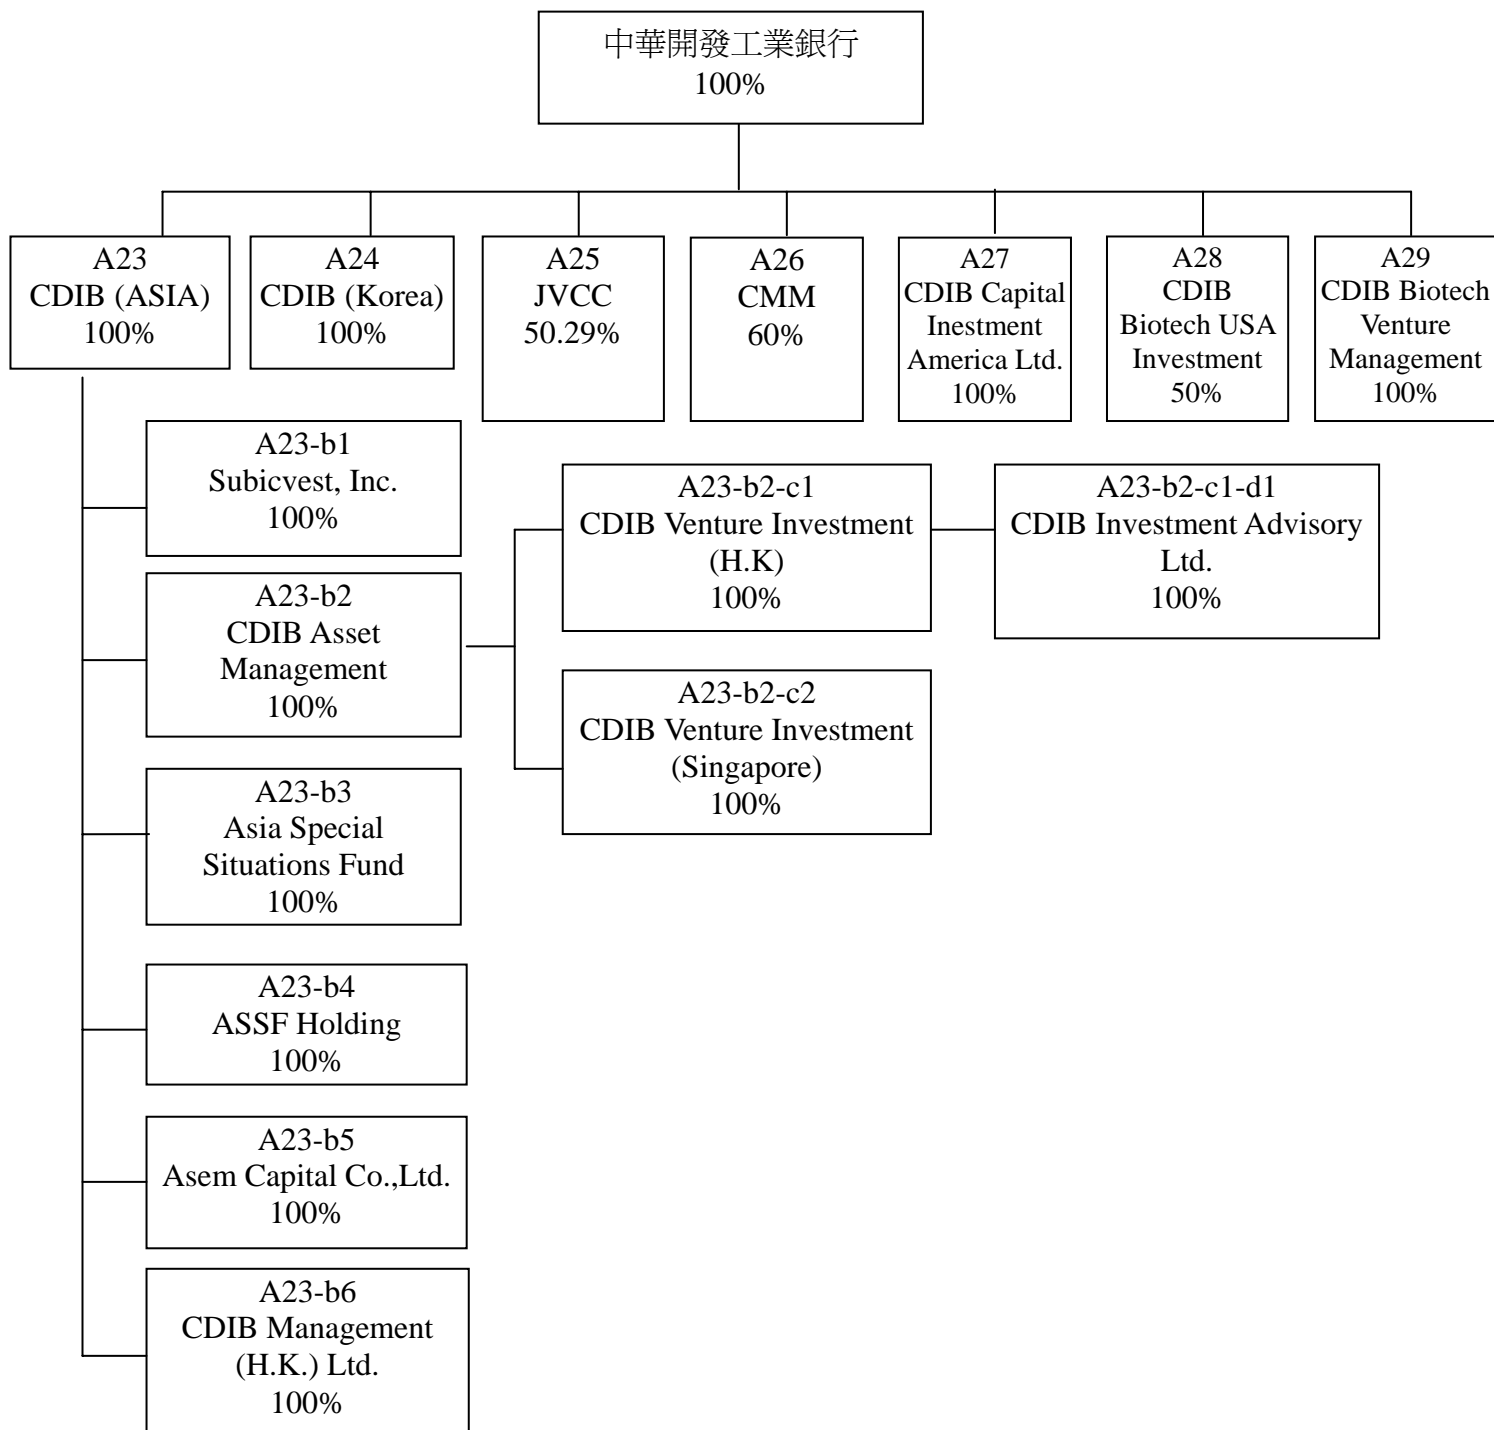 中華開發工業銀行
100%
A23
CDIB (ASIA)
100%
A24
CDIB (Korea)
100%
A25
JVCC
50.29%
A26
CMM
60%
A27
CDIB Capital
Inestment
America Ltd.
100%
A28
CDIB
Biotech USA
Investment
50%
A29
CDIB Biotech
Venture
Management
100%
A23-b1
Subicvest, Inc.
100%
A23-b2
CDIB Asset
Management
100%
A23-b2-c1
CDIB Venture Investment
(H.K)
100%
A23-b2-c1-d1
CDIB Investment Advisory
Ltd.
100%
A23-b2-c2
CDIB Venture Investment
(Singapore)
100%
A23-b3
Asia Special
Situations Fund
100%
A23-b4
ASSF Holding
100%
A23-b5
Asem Capital Co.,Ltd.
100%
A23-b6
CDIB Management
(H.K.) Ltd.
100%